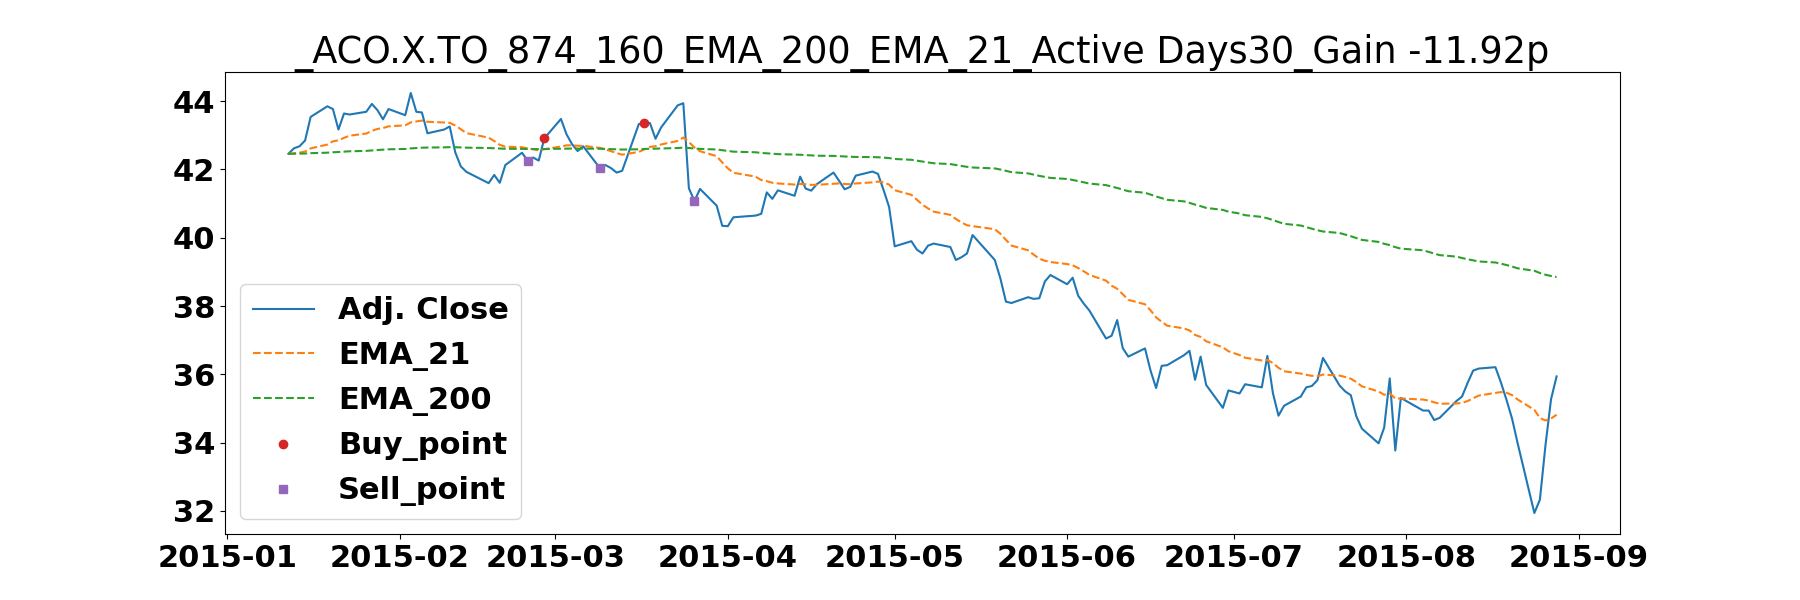 _ACO.X.TO_874_160_EMA_200_EMA_21_Active Days30_Gain -11.92p
44
42
40
38
36
34
32
Adj. Close
EMA_21
EMA_200
Buy_point
Sell_point
2015-01 2015-02 2015-03 2015-04 2015-05 2015-06 2015-07 2015-08 2015-09